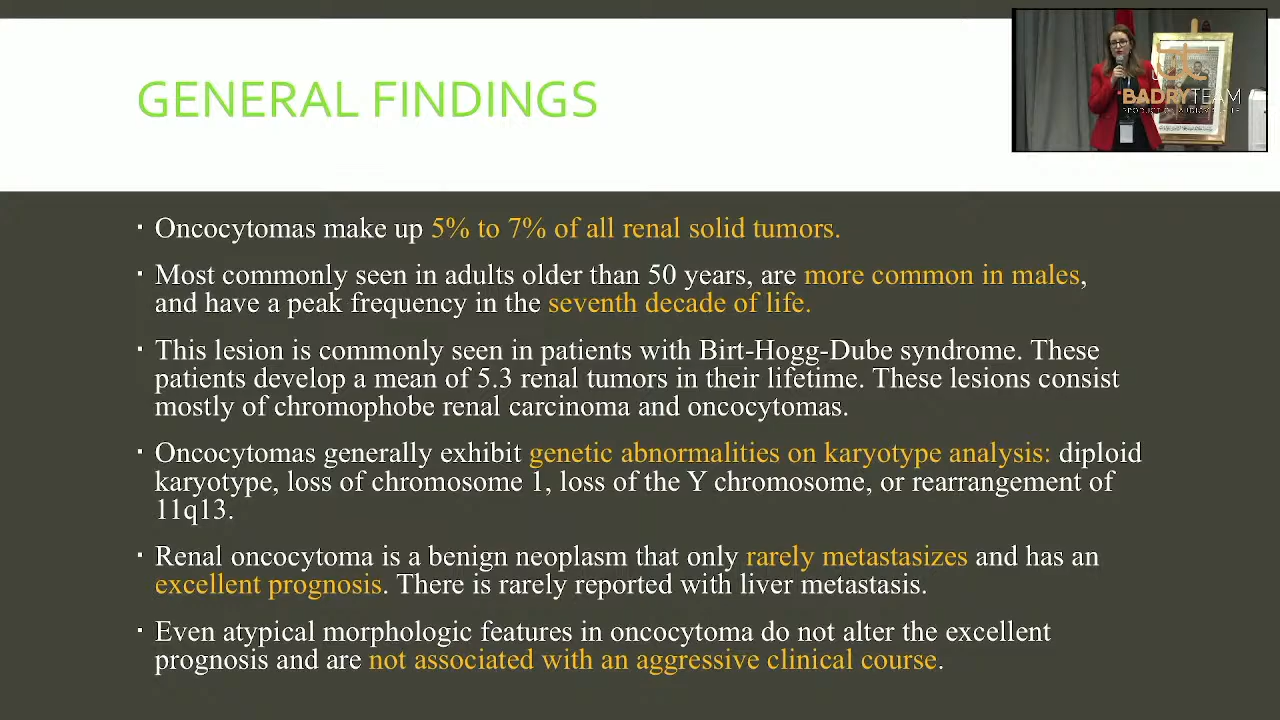 GENERAL FINDINGS
BADRYTEAM
▪ Oncocytomas make up 5% to 7% of all renal solid tumors.
▪ Most commonly seen in adults older than 50 years, are more common in males,
and have a peak frequency in the seventh decade of life.
▪ This lesion is commonly seen in patients with Birt-Hogg-Dube syndrome. These
patients develop a mean of 5.3 renal tumors in their lifetime. These lesions consist
mostly of chromophobe renal carcinoma and oncocytomas.
▪ Oncocytomas generally exhibit genetic abnormalities on karyotype analysis: diploid
karyotype, loss of chromosome 1, loss of the Y chromosome, or rearrangement of
11q13.
▪ Renal oncocytoma is a benign neoplasm that only rarely metastasizes and has an
excellent prognosis. There is rarely reported with liver metastasis.
▪ Even atypical morphologic features in oncocytoma do not alter the excellent
prognosis and are not associated with an aggressive clinical course.